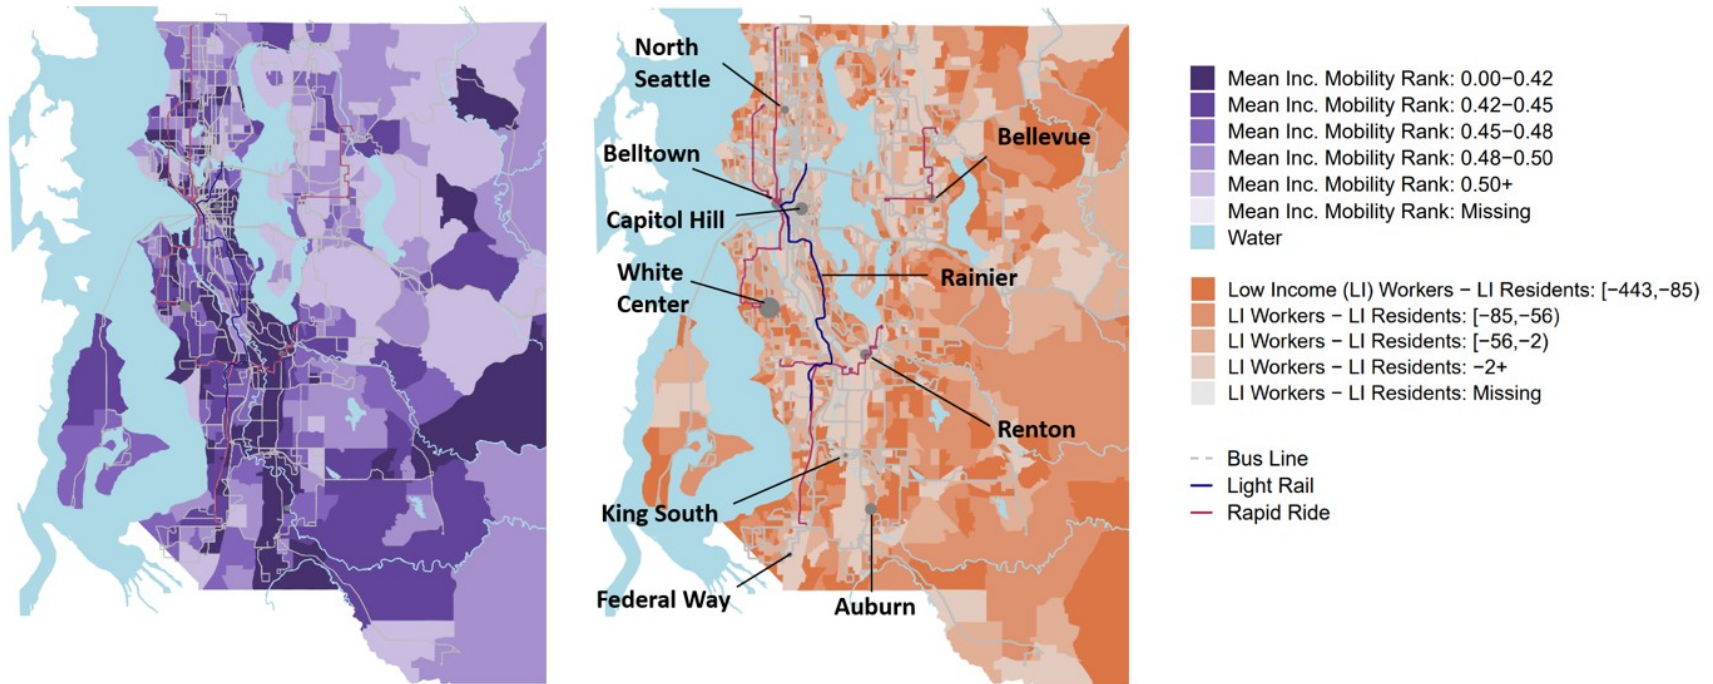 North
Seattle
Belltown
Bellevue
Capitol Hill
White
Center
Rainier
Renton
King South
Federal Way
Auburn
Mean Inc. Mobility Rank: 0.00−0.42
Mean Inc. Mobility Rank: 0.42−0.45
Mean Inc. Mobility Rank: 0.45−0.48
Mean Inc. Mobility Rank: 0.48−0.50
Mean Inc. Mobility Rank: 0.50+
Mean Inc. Mobility Rank: Missing
Water
Low Income (LI) Workers − LI Residents: [−443,−85)
LI Workers − LI Residents: [−85,−56)
LI Workers − LI Residents: [−56,−2)
LI Workers − LI Residents: −2+
LI Workers − LI Residents: Missing
Bus Line
Light Rail
Rapid Ride